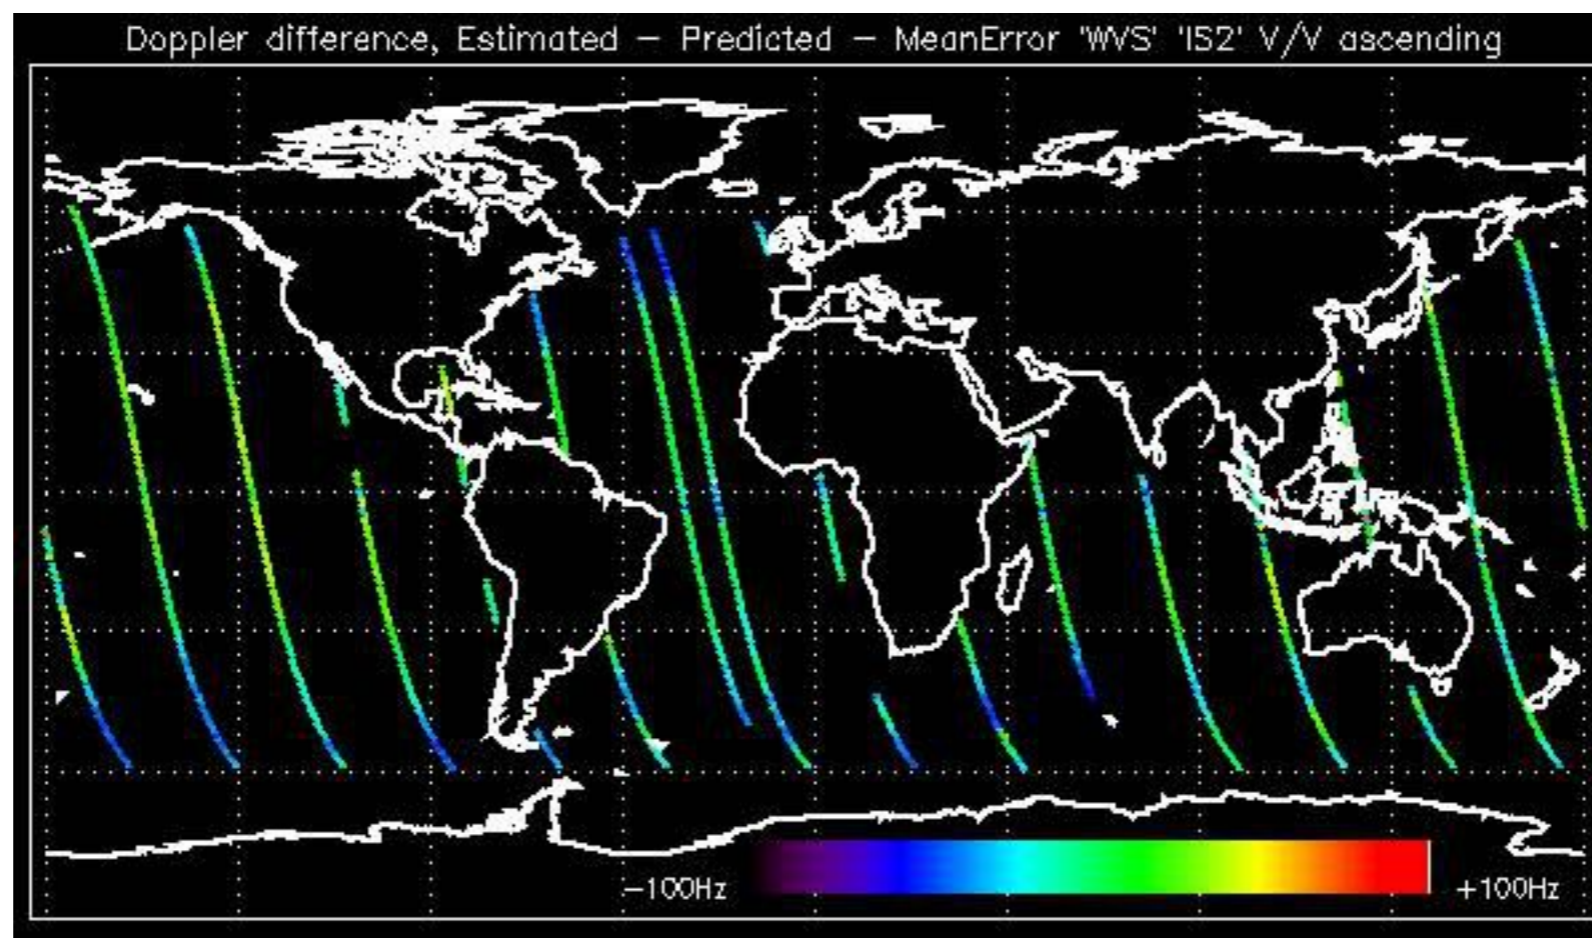 Doppler difference, Estimated — Predicted — MeanError 'WVS' 'IS2' V/V ascending
−100Hz +100Hz